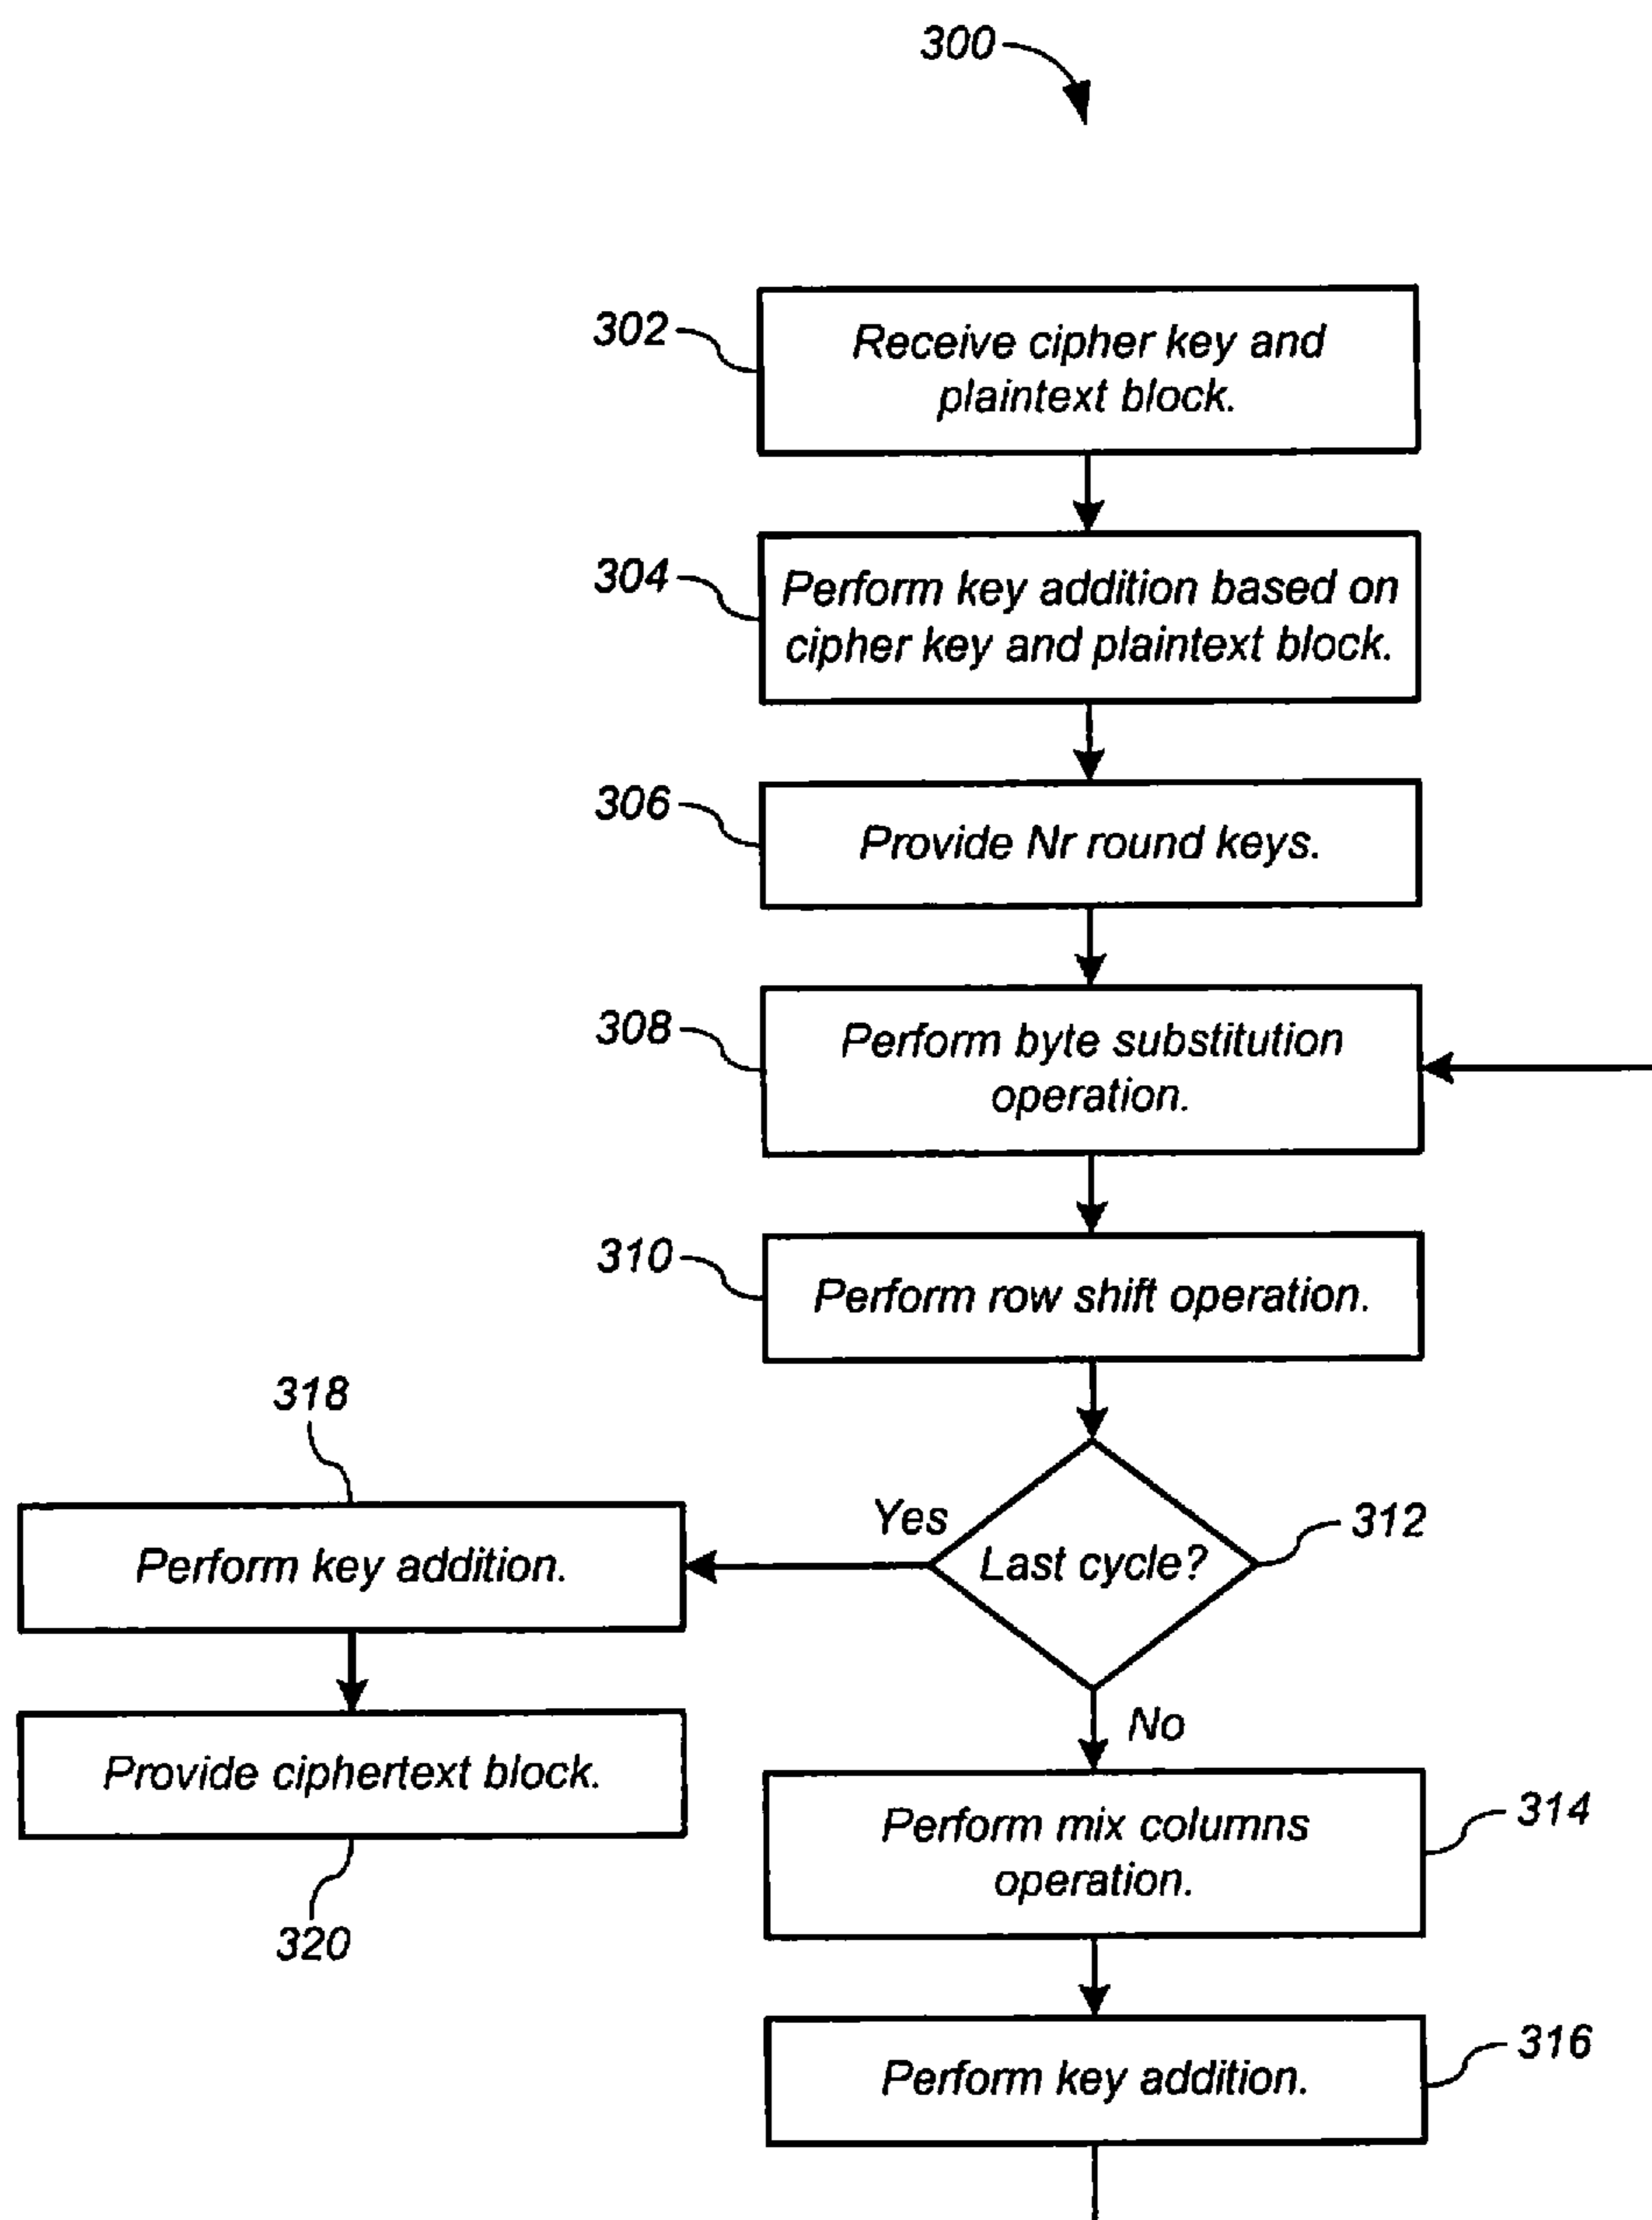 300
302
Receive cipher key and
plaintext block.
304
Perform key addition based on
cipher key and plaintext block.
306
Provide Nr round keys.
308
Perform byte substitution
operation.
310
Perform row shift operation.
318
Yes
312
Last cycle?
Perform key addition.
No
Provide ciphertext block.
314
Perform mix columns
operation.
320
316
Perform key addition.